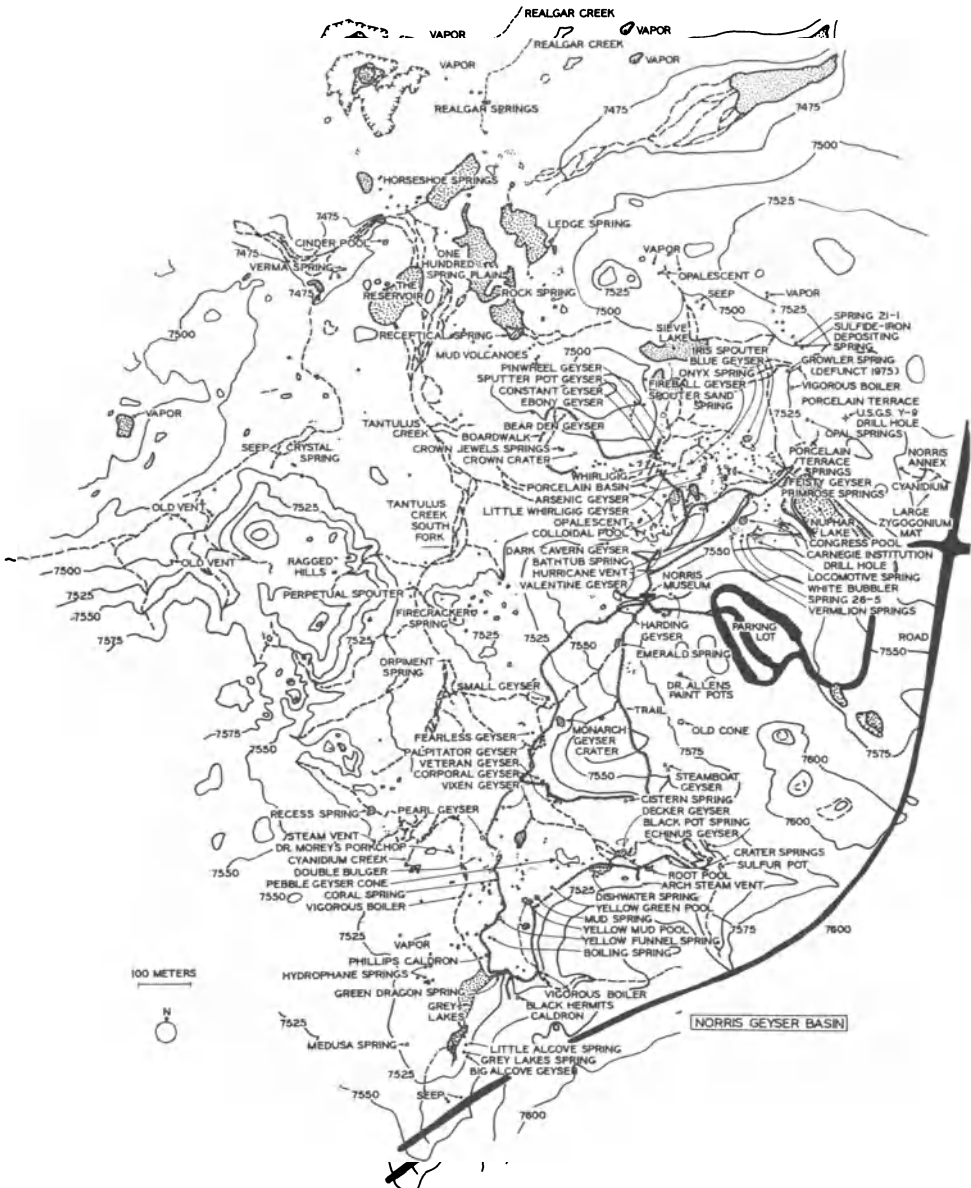 REALGAR CREEK
VAPOR
VAPOR
REALGAR CREEK
VAPOR
VAPOR
REALGAR SPRINGS
7475
7475
7500
HORSESHOE SPRINGS
7525
7475
CINDER POOL
LEDGE SPRING
7475
VERMA SPRING
ONE
HUNDRED
SPRING PLAINS
VAPOR
OPALESCENT
7475
THE
RESERVOIR
ROCK SPRING
7525
SEEP
VAPOR
7500
7500
7500
7525
SPRING 21-1
SULFIDE-IRON
DEPOSITING
SPRING
RECEPTICAL SPRING
SIEVE
LAKE
MUD VOLCANOES
7500
IRIS SPOUTER
BLUE GEYSER
GROWLER SPRING
(DEFUNCT 1975)
PINWHEEL GEYSER
ONYX SPRING
SPUTTER POT GEYSER
FIREBALL GEYSER
VIGOROUS BOILER
CONSTANT GEYSER
SPOUTER SAND
SPRING
EBONY GEYSER
PORCELAIN TERRACE
VAPOR
7525
U.S.G.S. Y-9
DRILL HOLE
BEAR DEN GEYSER
OPAL SPRINGS
TANTULUS
CREEK
BOARDWALK
CROWN JEWELS SPRINGS
CROWN CRATER
SEEP
CRYSTAL
SPRING
PORCELAIN
TERRACE
SPRINGS
NORRIS
ANNEX
WHIRLIGIG
PORCELAIN BASIN
FEISTY GEYSER
CYANIDIUM
ARSENIC GEYSER
PRIMROSE SPRINGS
LITTLE WHIRLIGIG GEYSER
OLD VENT
7525
TANTULUS
CREEK
SOUTH
FORK
OPALESCENT
COLLOIDAL POOL
NUPHAR
LAKE
LARGE
ZYGOGONIUM
MAT
CONGRESS POOL
DARK CAVERN GEYSER
7550
CARNEGIE INSTITUTION
DRILL HOLE
OLD VENT
RAGGED
HILLS
BATHTUB SPRING
7500
HURRICANE VENT
NORRIS
MUSEUM
LOCOMOTIVE SPRING
7525
VALENTINE GEYSER
WHITE BUBBLER
PERPETUAL SPOUTER
SPRING 26-5
7550
FIRECRACKER
SPRING
VERMILION SPRINGS
7575
7525
7525
7525
HARDING
GEYSER
PARKING
LOT
ROAD
7550
7550
EMERALD SPRING
ORPIMENT
SPRING
DR. ALLENS
PAINT POTS
SMALL GEYSER
TRAIL
7575
FEARLESS GEYSER
MONARCH
GEYSER
CRATER
OLD CONE
7550
PALPITATOR GEYSER
7575
7600
7575
VETERAN GEYSER
CORPORAL GEYSER
7550
STEAMBOAT
GEYSER
VIXEN GEYSER
RECESS SPRING
PEARL GEYSER
CISTERN SPRING
DECKER GEYSER
BLACK POT SPRING
7600
STEAM VENT
ECHINUS GEYSER
DR. MOREY'S PORKCHOP
CYANIDIUM CREEK
CRATER SPRINGS
SULFUR POT
7550
DOUBLE BULGER
ROOT POOL
PEBBLE GEYSER CONE
ARCH STEAM VENT
7550
CORAL SPRING
7525
DISHWATER SPRING
VIGOROUS BOILER
YELLOW GREEN POOL
MUD SPRING
7525
YELLOW MUD POOL
7575
7600
VAPOR
YELLOW FUNNEL SPRING
PHILLIPS CALDRON
BOILING SPRING
100 METERS
HYDROPHANE SPRINGS
GREEN DRAGON SPRING
VIGOROUS BOILER
GREY
LAKES
BLACK HERMITS
CALDRON
N
7525
NORRIS GEYSER BASIN
MEDUSA SPRING
LITTLE ALCOVE SPRING
GREY LAKES SPRING
7525
BIG ALCOVE GEYSER
7550
SEEP
7600